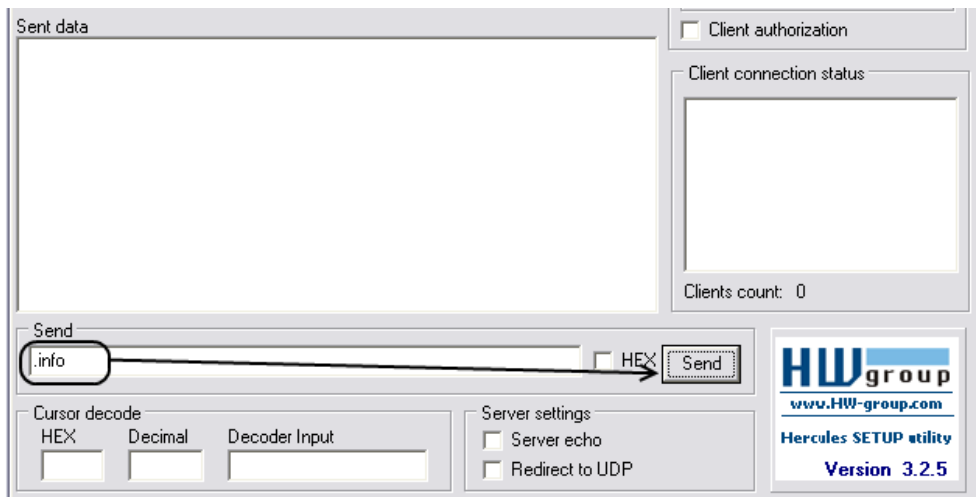 Sent data
Client authorization
Client connection status
Clients count: 0
Send
.info
HEX
Send
Cursor decode
HEX Decimal Decoder Input
Server settings
Server echo
Redirect to UDP
HW group
www.HW-group.com
Hercules SETUP utility
Version 3.2.5